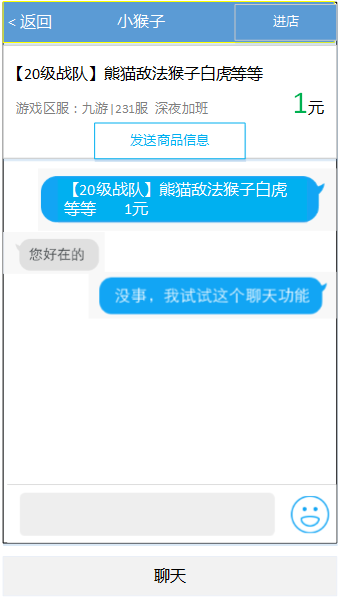 < 返回 小猴子 进店
【20级战队】熊猫敌法猴子白虎等等
游戏区服：九游|231服 深夜加班
1元
发送商品信息
【20级战队】熊猫敌法猴子白虎
等等 1元
您好在的
没事，我试试这个聊天功能
聊天